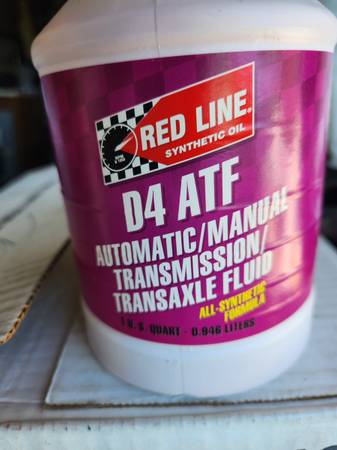 RED LINE®
SYNTHETIC OIL
D4 ATF
AUTOMATIC/MANUAL
TRANSMISSION/
TRANSAXLE FLUID
ALL-SYNTHETIC
FORMULA
1 U.S. QUART - 0.946 LITERS